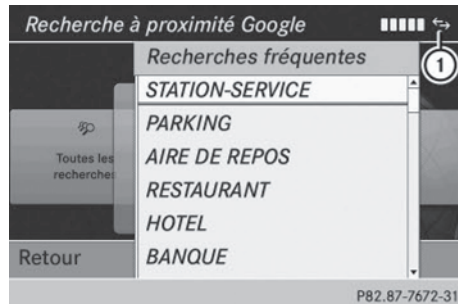 Recherche à proximité Google
1
Recherches fréquentes
STATION-SERVICE
PARKING
AIRE DE REPOS
RESTAURANT
HOTEL
BANQUE
Toutes les
recherches
Retour
P82.87-7672-31